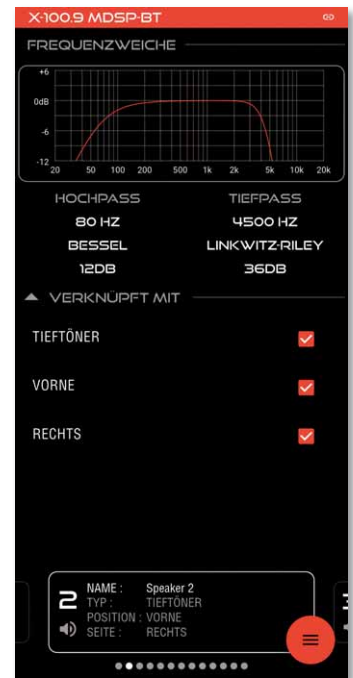 X-100.9 MDSP-BT
FREQUENZWEICHE
+6
0dB
-6
-12
20 50 100 200 500 1k 2k 5k 10k 20k
HOCHPASS TIEFPASS
80 HZ 4500 HZ
BESSEL LINKWITZ-RILEY
12DB 36DB
VERKNÜPFT MIT
TIEFTÖNER
VORNE
RECHTS
2
NAME : Speaker 2
TYP : TIEFTÖNER
POSITION : VORNE
SEITE : RECHTS